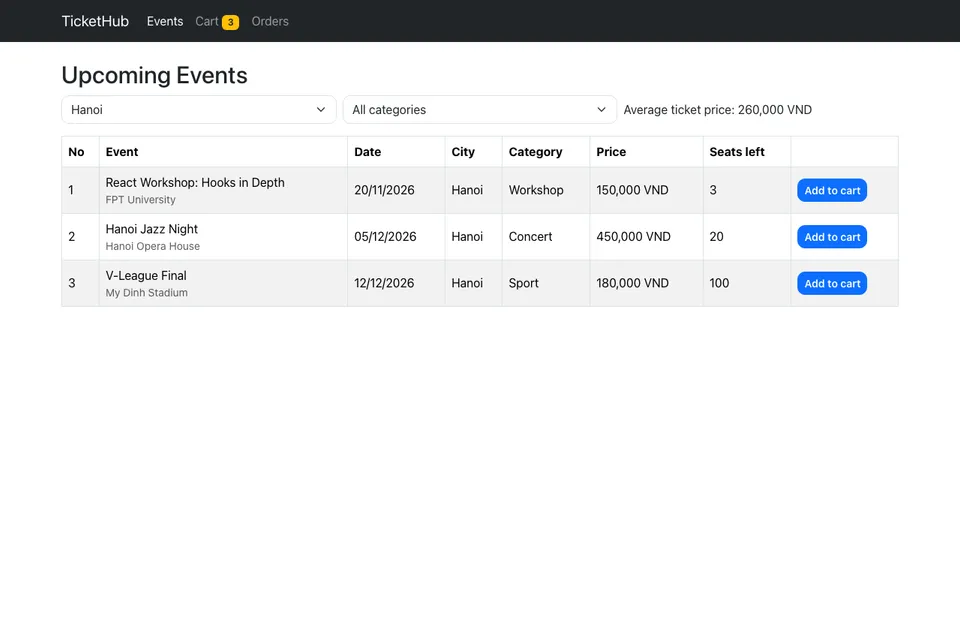 TicketHub Events Cart 3 Orders
Upcoming Events
Hanoi All categories Average ticket price: 260,000 VND
No Event Date City Category Price Seats left
1 React Workshop: Hooks in Depth 20/11/2026 Hanoi Workshop 150,000 VND 3 Add to cart
FPT University
2 Hanoi Jazz Night 05/12/2026 Hanoi Concert 450,000 VND 20 Add to cart
Hanoi Opera House
3 V-League Final 12/12/2026 Hanoi Sport 180,000 VND 100 Add to cart
My Dinh Stadium